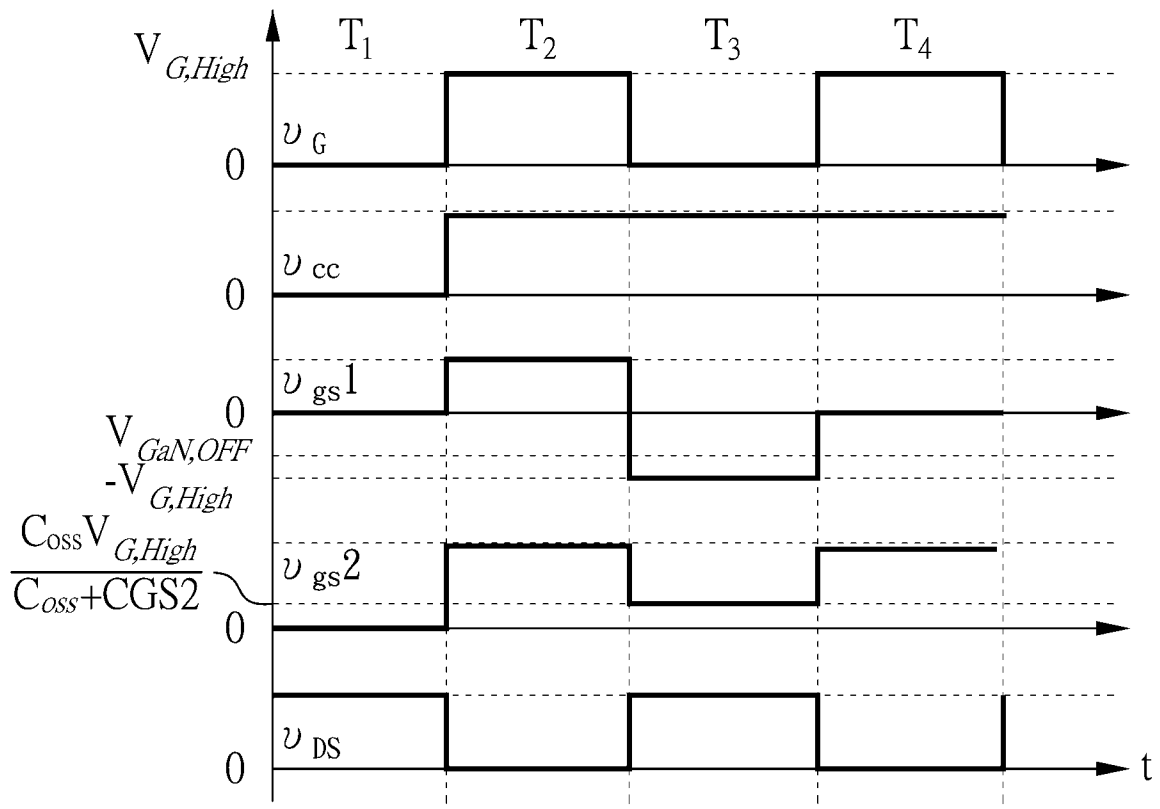 T1 T2 T3 T4
VG,High
υG
0
υcc
0
υgs1
0
VGaN,OFF
-VG,High
CossVG,High
Coss+CGS2
υgs2
0
υDS
0
t